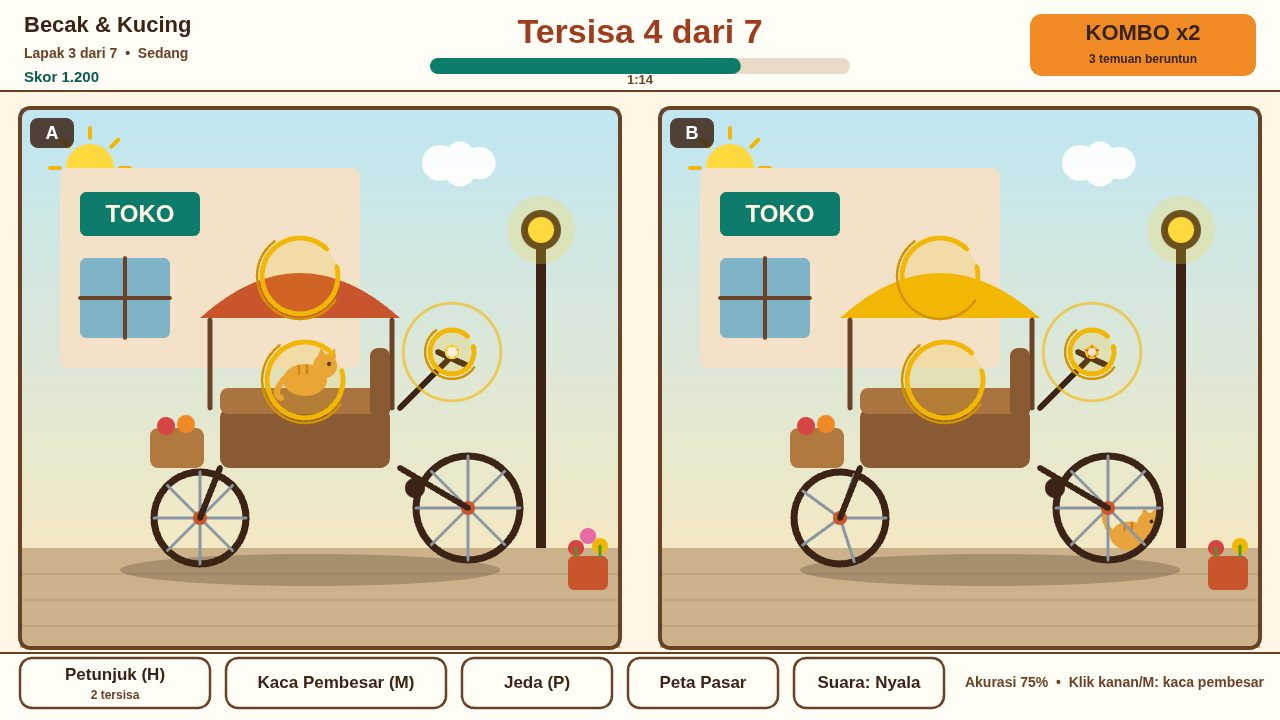 Becak & Kucing
Lapak 3 dari 7 • Sedang
Skor 1.200
Tersisa 4 dari 7
1:14
KOMBO x2
3 temuan beruntun
A
TOKO
B
TOKO
Petunjuk (H)
2 tersisa
Kaca Pembesar (M)
Jeda (P)
Peta Pasar
Suara: Nyala
Akurasi 75% • Klik kanan/M: kaca pembesar